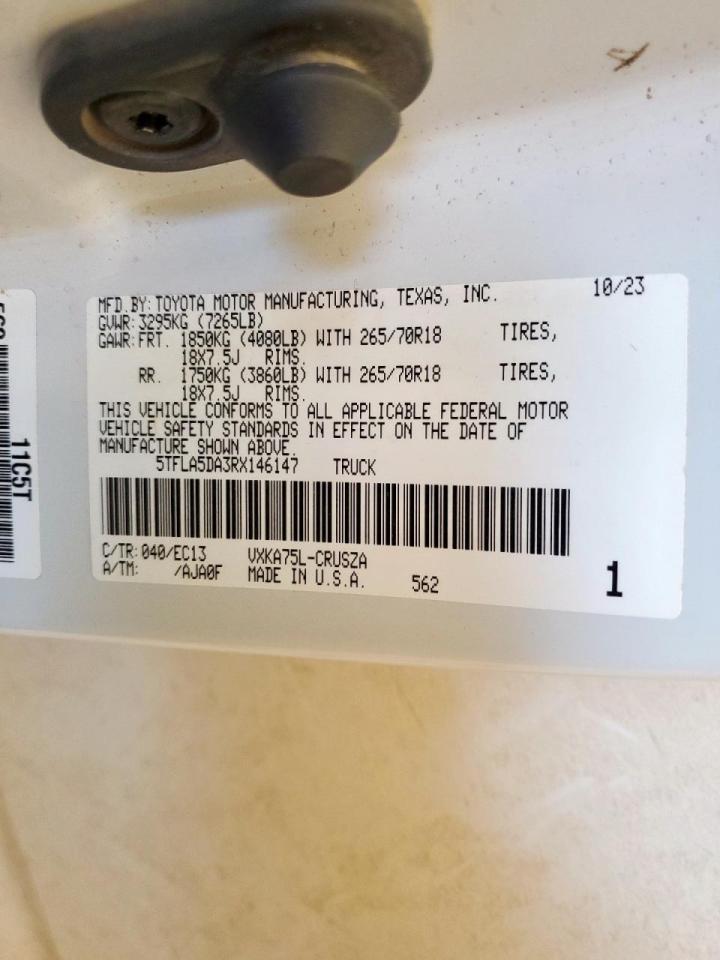 MFD.BY:TOYOTA MOTOR MANUFACTURING, TEXAS, INC. 10/23
GVWR:3295KG (7265LB)
GAWR:FRT. 1850KG (4080LB) WITH 265/70R18 TIRES,
18X7.5J RIMS.
RR. 1750KG (3860LB) WITH 265/70R18 TIRES,
18X7.5J RIMS.
THIS VEHICLE CONFORMS TO ALL APPLICABLE FEDERAL MOTOR
VEHICLE SAFETY STANDARDS IN EFFECT ON THE DATE OF
MANUFACTURE SHOWN ABOVE.
5TFLA5DA3RX146147 TRUCK
C/TR:040/EC13 VXKA75L-CRUSZA
A/TM: /AJA0F MADE IN U.S.A. 562 1
11C5T